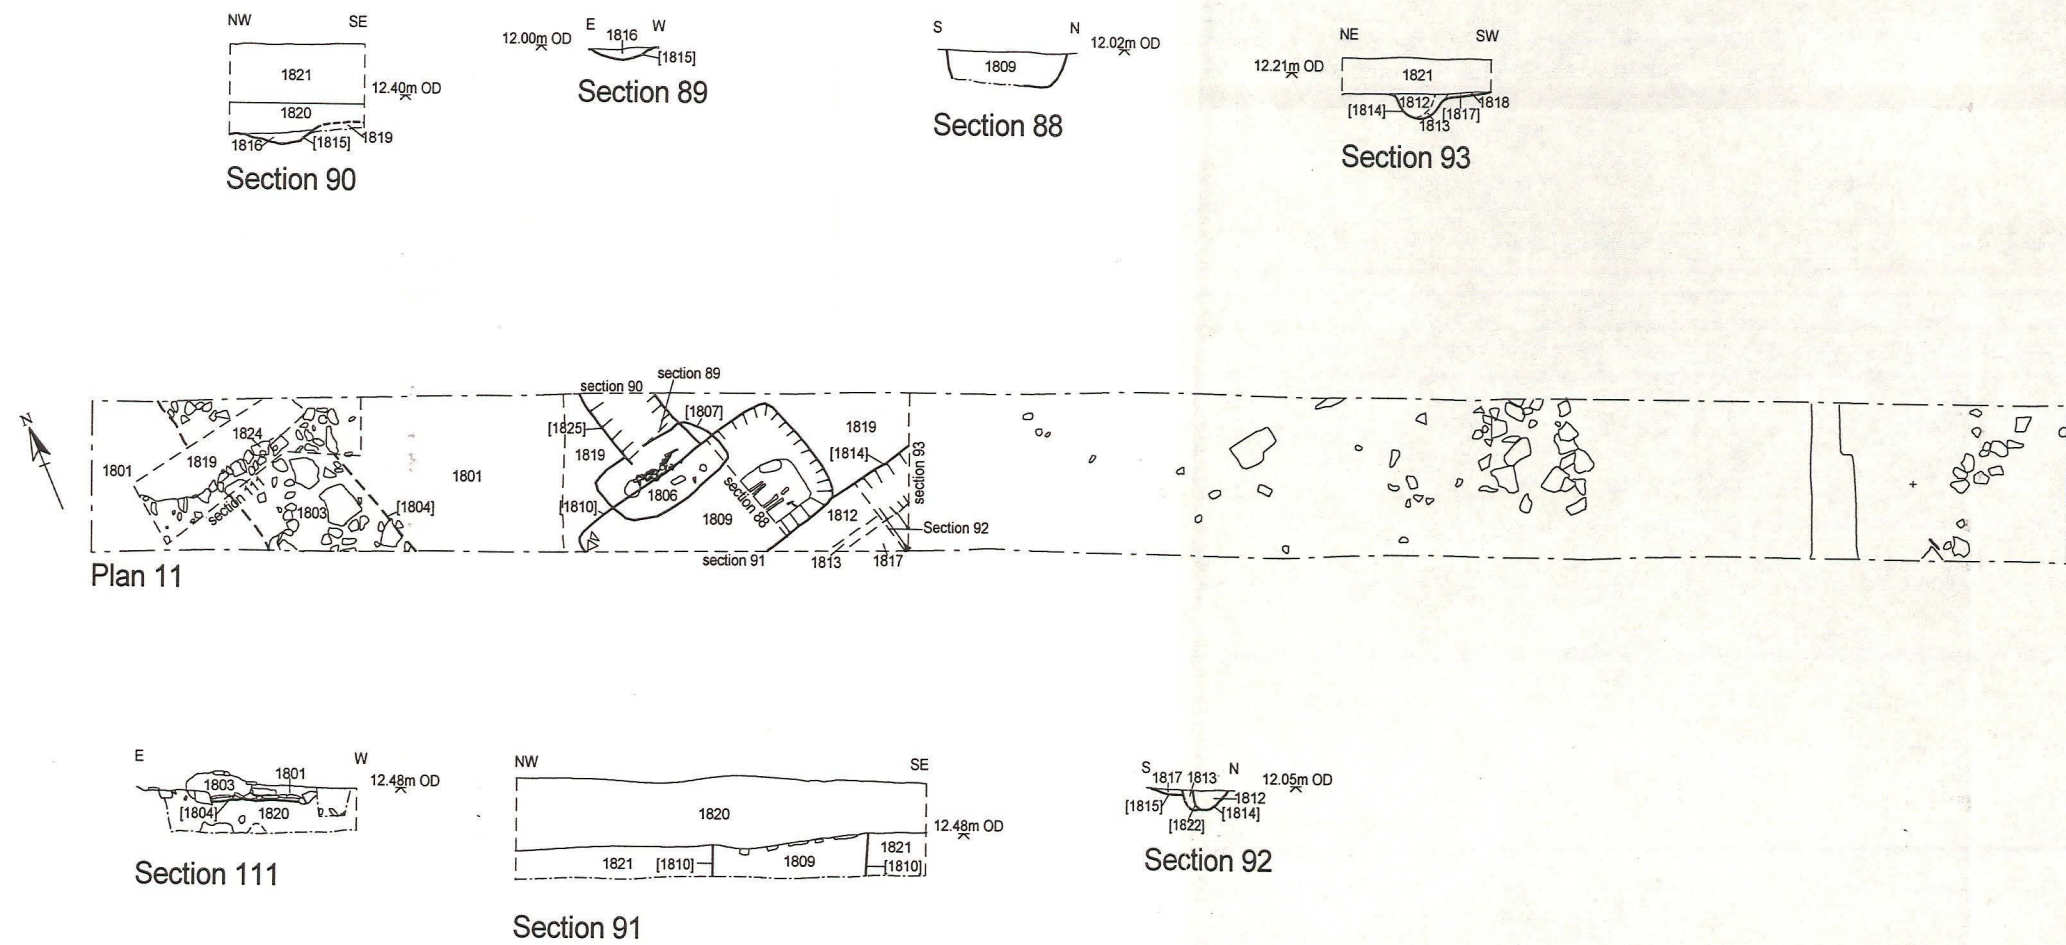 NW SE
1821
12.40m OD
1820
1816 [1815] 1819
Section 90
E W
12.00m OD 1816
[1815]
Section 89
S N
12.02m OD
1809
Section 88
NE SW
12.21m OD
1821
[1814] 1812 [1817] 1818
1813
Section 93
N
section 90
section 89
[1807]
[1825]
1824
1819
1801
section 111
1803
[1804]
1801
1819
[1810]
1806
1809
section 88
1819
[1814]
section 93
1812
Section 92
section 91
1813
1817
Plan 11
E W
1801
12.48m OD
1803
[1804] 1820
Section 111
NW SE
1820
12.48m OD
1821 [1810] 1809 1821
[1810]
Section 91
S N
1817 1813
12.05m OD
[1815] 1812
[1822] [1814]
Section 92